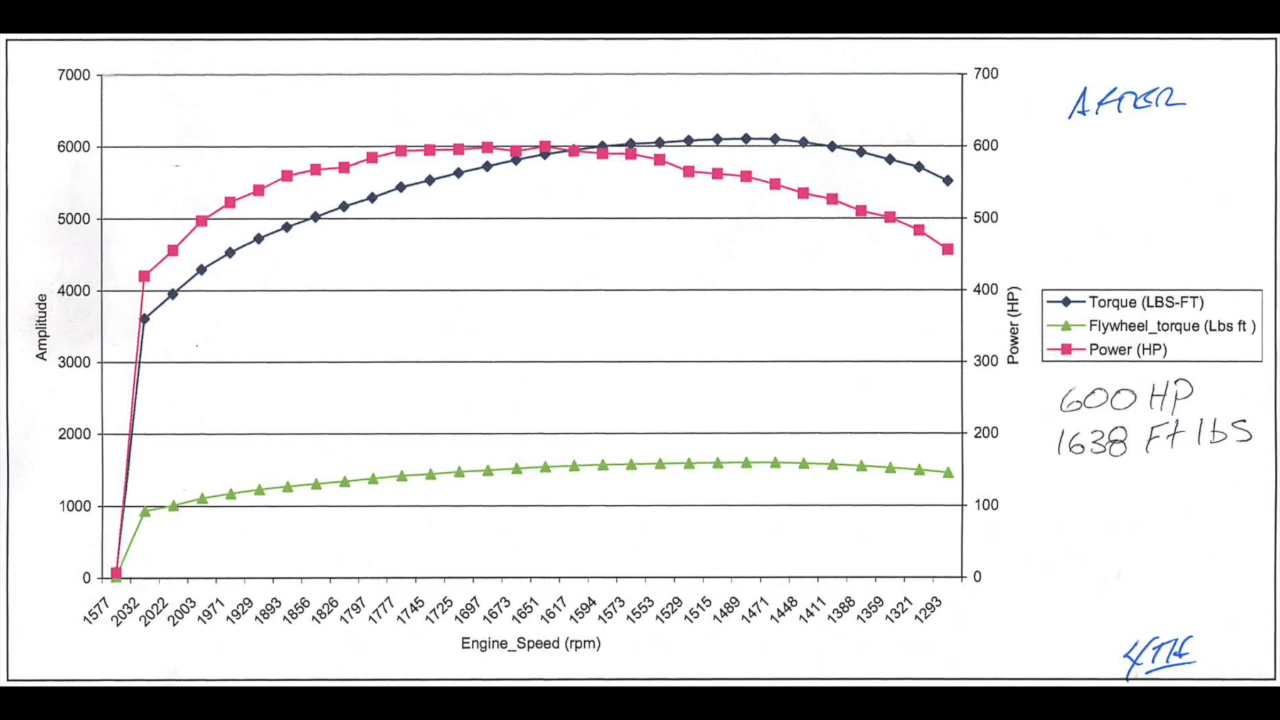 AFTER
7000
6000
5000
4000
3000
2000
1000
0
Amplitude
700
600
500
400
300
200
100
0
Power (HP)
Torque (LBS-FT)
Flywheel_torque (Lbs ft )
Power (HP)
600 HP
1638 Ft lbS
1577 2032 2022 2003 1971 1929 1893 1856 1826 1797 1777 1745 1725 1697 1673 1651 1617 1594 1573 1553 1529 1515 1489 1471 1448 1411 1388 1359 1321 1293
Engine_Speed (rpm)
4TH